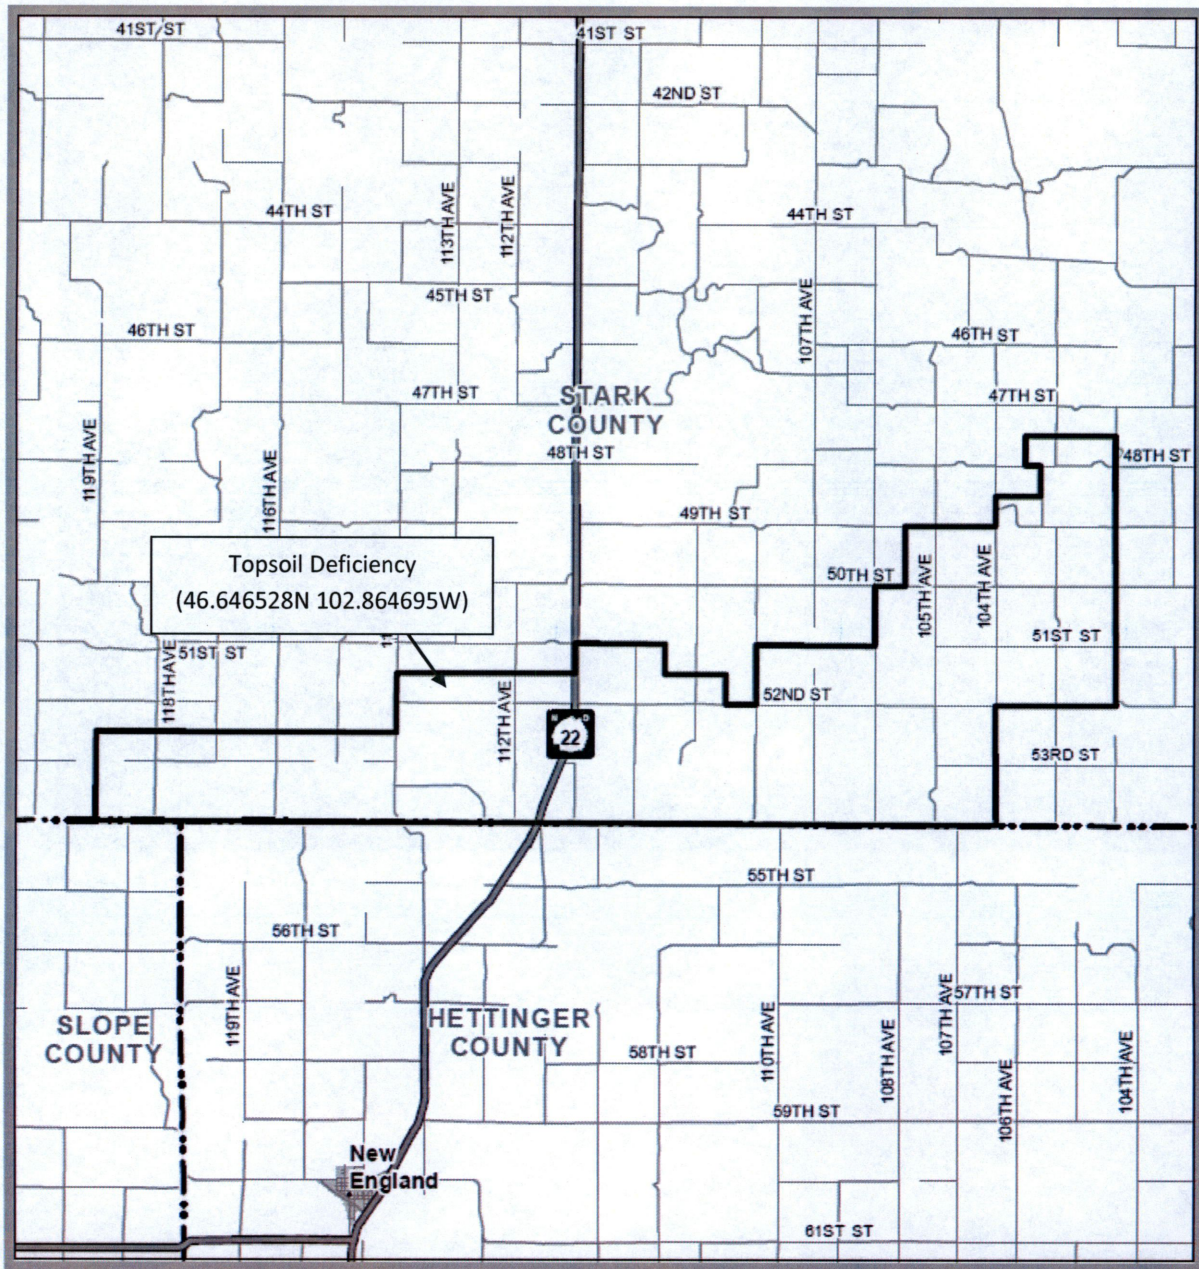 41ST ST
41ST ST
42ND ST
113TH AVE
112TH AVE
44TH ST
44TH ST
45TH ST
107TH AVE
46TH ST
46TH ST
47TH ST
47TH ST
STARK
COUNTY
48TH ST
48TH ST
119TH AVE
116TH AVE
49TH ST
Topsoil Deficiency
(46.646528N 102.864695W)
50TH ST
105TH AVE
104TH AVE
51ST ST
51ST ST
118TH AVE
52ND ST
112TH AVE
N D
22
53RD ST
55TH ST
56TH ST
119TH AVE
57TH ST
107TH AVE
SLOPE
COUNTY
HETTINGER
COUNTY
58TH ST
110TH AVE
108TH AVE
106TH AVE
104TH AVE
59TH ST
New
England
61ST ST